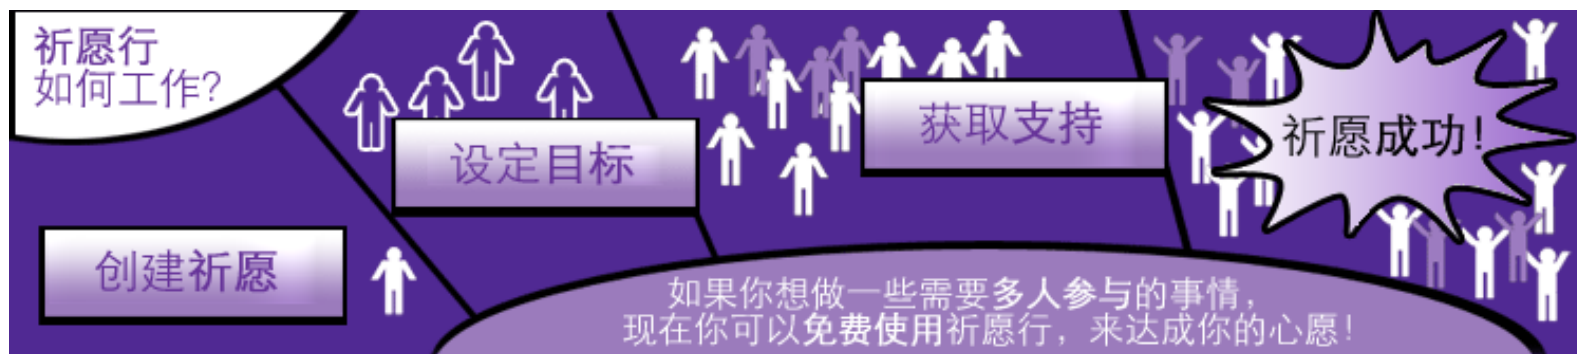 祈愿行
如何工作?
创建祈愿
设定目标
获取支持
祈愿成功!
如果你想做一些需要多人参与的事情，
现在你可以免费使用祈愿行，来达成你的心愿！